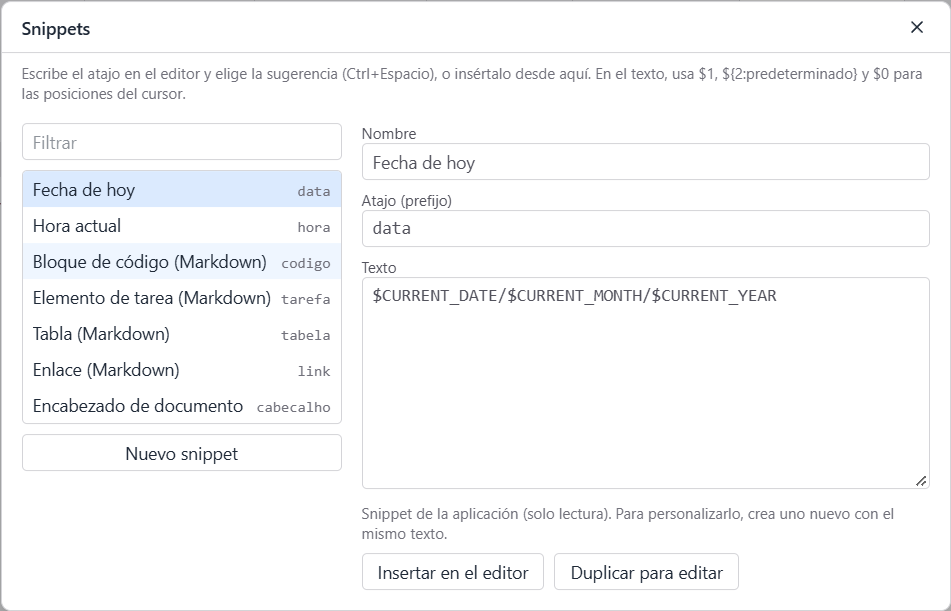 Snippets
Escribe el atajo en el editor y elige la sugerencia (Ctrl+Espacio), o insértalo desde aquí. En el texto, usa $1, ${2:predeterminado} y $0 para
las posiciones del cursor.
Filtrar
Fecha de hoy data
Hora actual hora
Bloque de código (Markdown) codigo
Elemento de tarea (Markdown) tarefa
Tabla (Markdown) tabela
Enlace (Markdown) link
Encabezado de documento cabecalho
Nuevo snippet
Nombre
Fecha de hoy
Atajo (prefijo)
data
Texto
$CURRENT_DATE/$CURRENT_MONTH/$CURRENT_YEAR
Snippet de la aplicación (solo lectura). Para personalizarlo, crea uno nuevo con el
mismo texto.
Insertar en el editor
Duplicar para editar